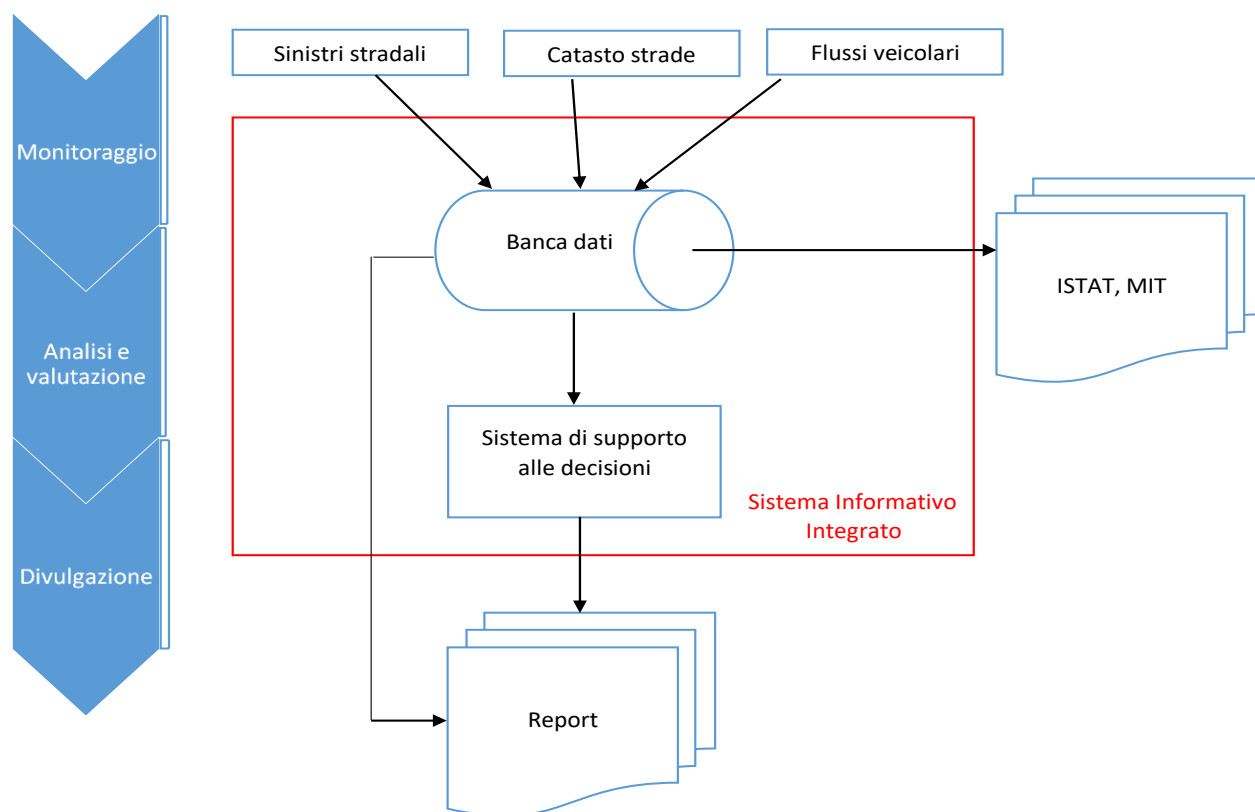 Sinistri stradali
Catasto strade
Flussi veicolari
Monitoraggio
Banca dati
ISTAT, MIT
Analisi e
valutazione
Sistema di supporto
alle decisioni
Sistema Informativo
Integrato
Divulgazione
Report